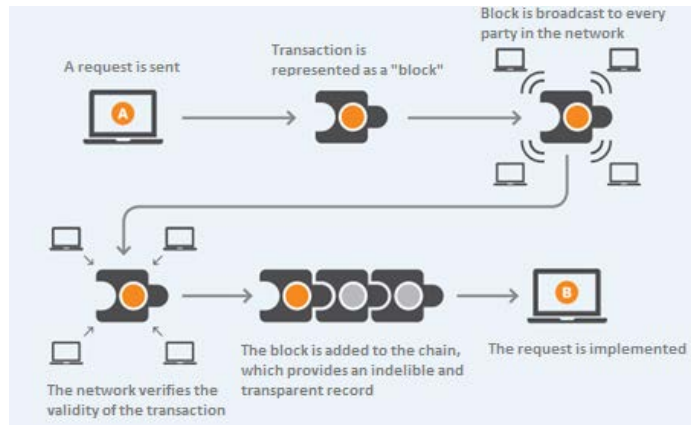 A request is sent
A
Transaction is
represented as a "block"
Block is broadcast to every
party in the network
The network verifies the
validity of the transaction
The block is added to the chain,
which provides an indelible and
transparent record
B
The request is implemented